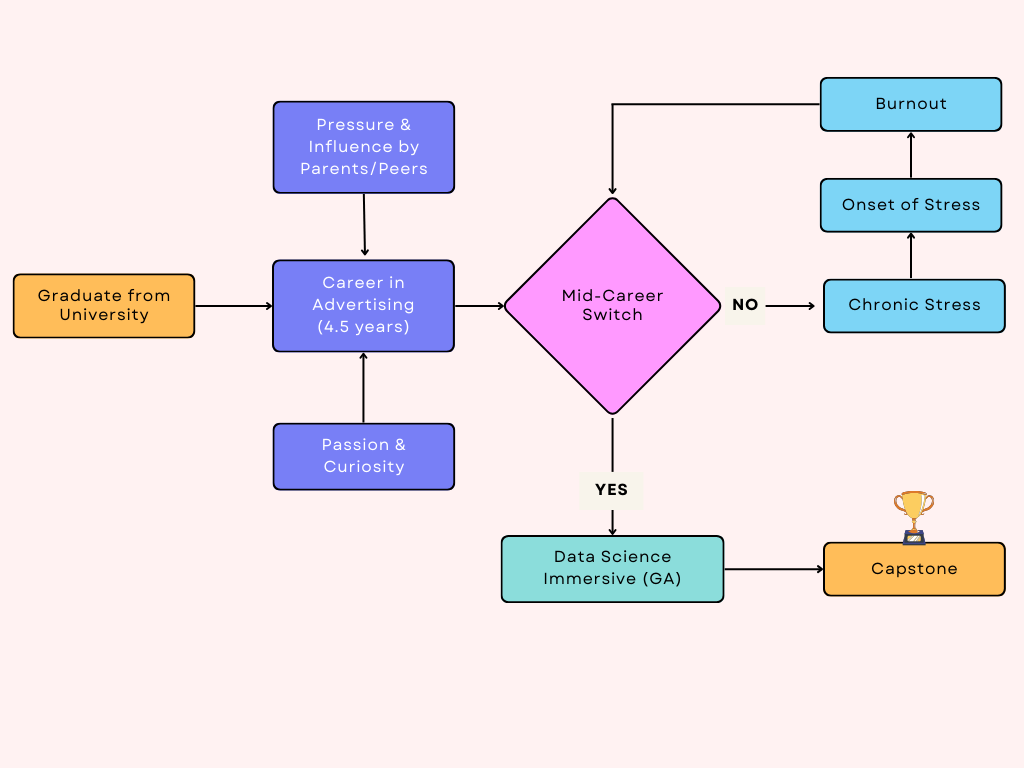 Burnout
Pressure &
Influence by
Parents/Peers
Onset of Stress
Graduate from
University
Career in
Advertising
(4.5 years)
Mid-Career
Switch
NO
Chronic Stress
Passion &
Curiosity
YES
Data Science
Immersive (GA)
Capstone